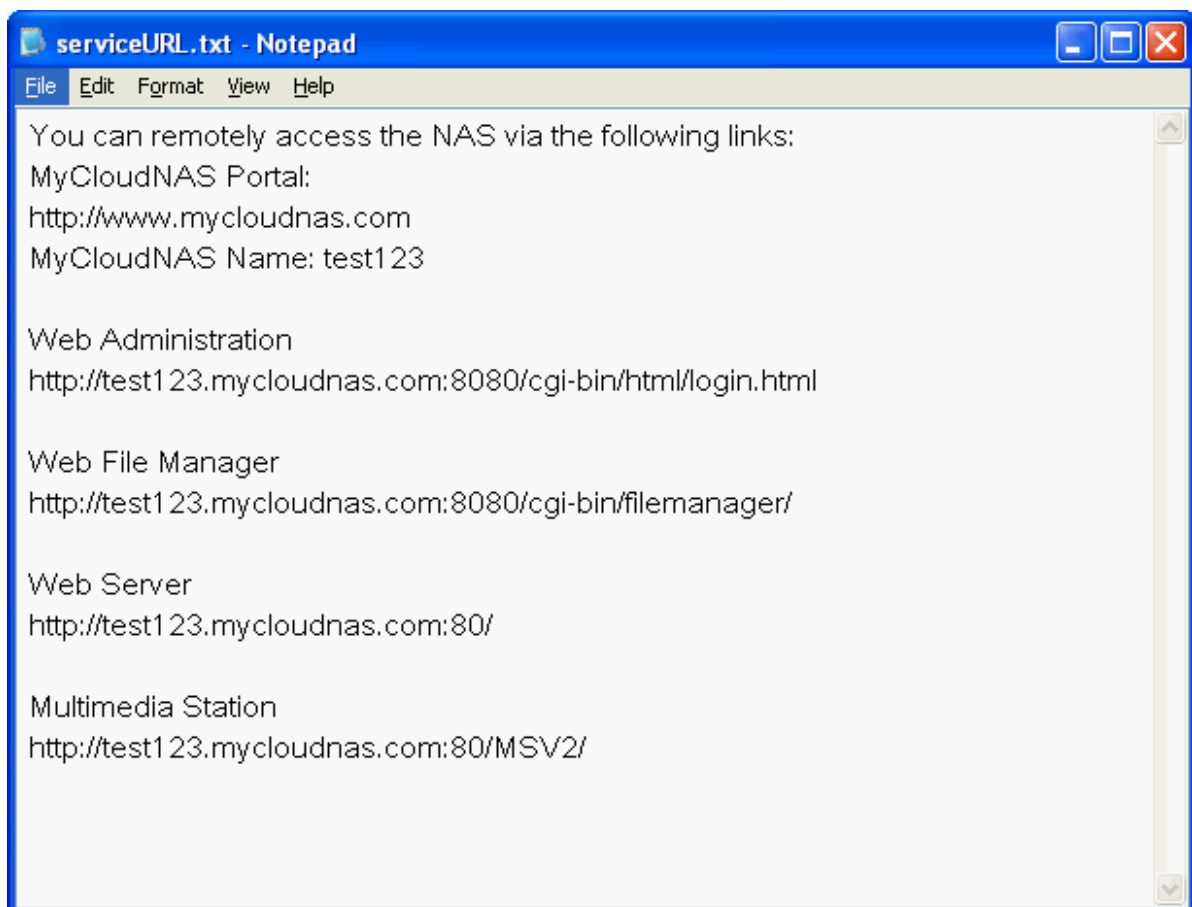 serviceURL.txt - Notepad
File Edit Format View Help
You can remotely access the NAS via the following links:
MyCloudNAS Portal:
http://www.mycloudnas.com
MyCloudNAS Name: test123
Web Administration
http://test123.mycloudnas.com:8080/cgi-bin/html/login.html
Web File Manager
http://test123.mycloudnas.com:8080/cgi-bin/filemanager/
Web Server
http://test123.mycloudnas.com:80/
Multimedia Station
http://test123.mycloudnas.com:80/MSV2/